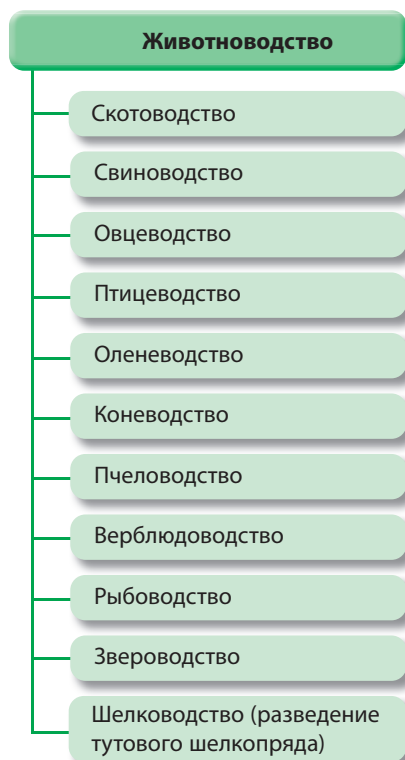 Животноводство
Скотоводство
Свиноводство
Овцеводство
Птицеводство
Оленеводство
Коневодство
Пчеловодство
Верблюдоводство
Рыбоводство
Звероводство
Шелководство (разведение
тутового шелкопряда)